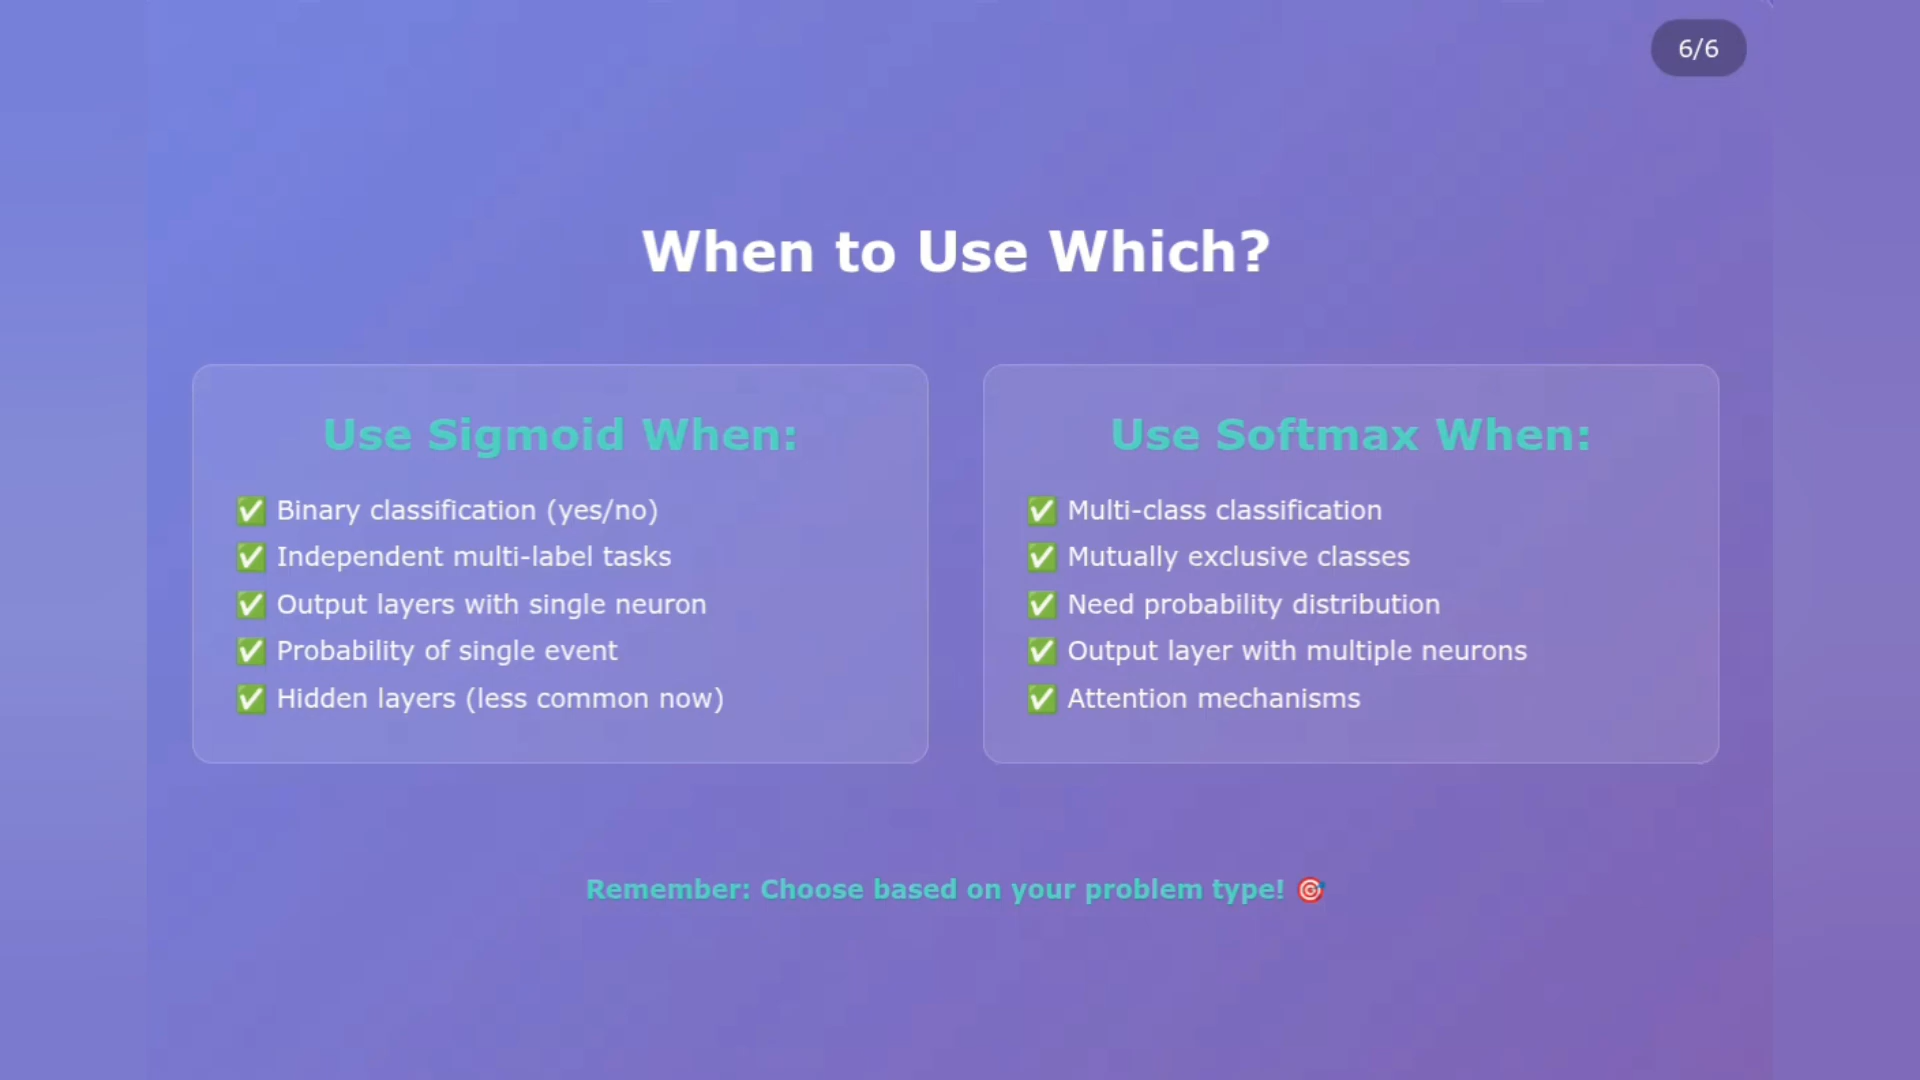 6/6
When to Use Which?
Use Sigmoid When:
✅ Binary classification (yes/no)
✅ Independent multi-label tasks
✅ Output layers with single neuron
✅ Probability of single event
✅ Hidden layers (less common now)
Use Softmax When:
✅ Multi-class classification
✅ Mutually exclusive classes
✅ Need probability distribution
✅ Output layer with multiple neurons
✅ Attention mechanisms
Remember: Choose based on your problem type! 🎯